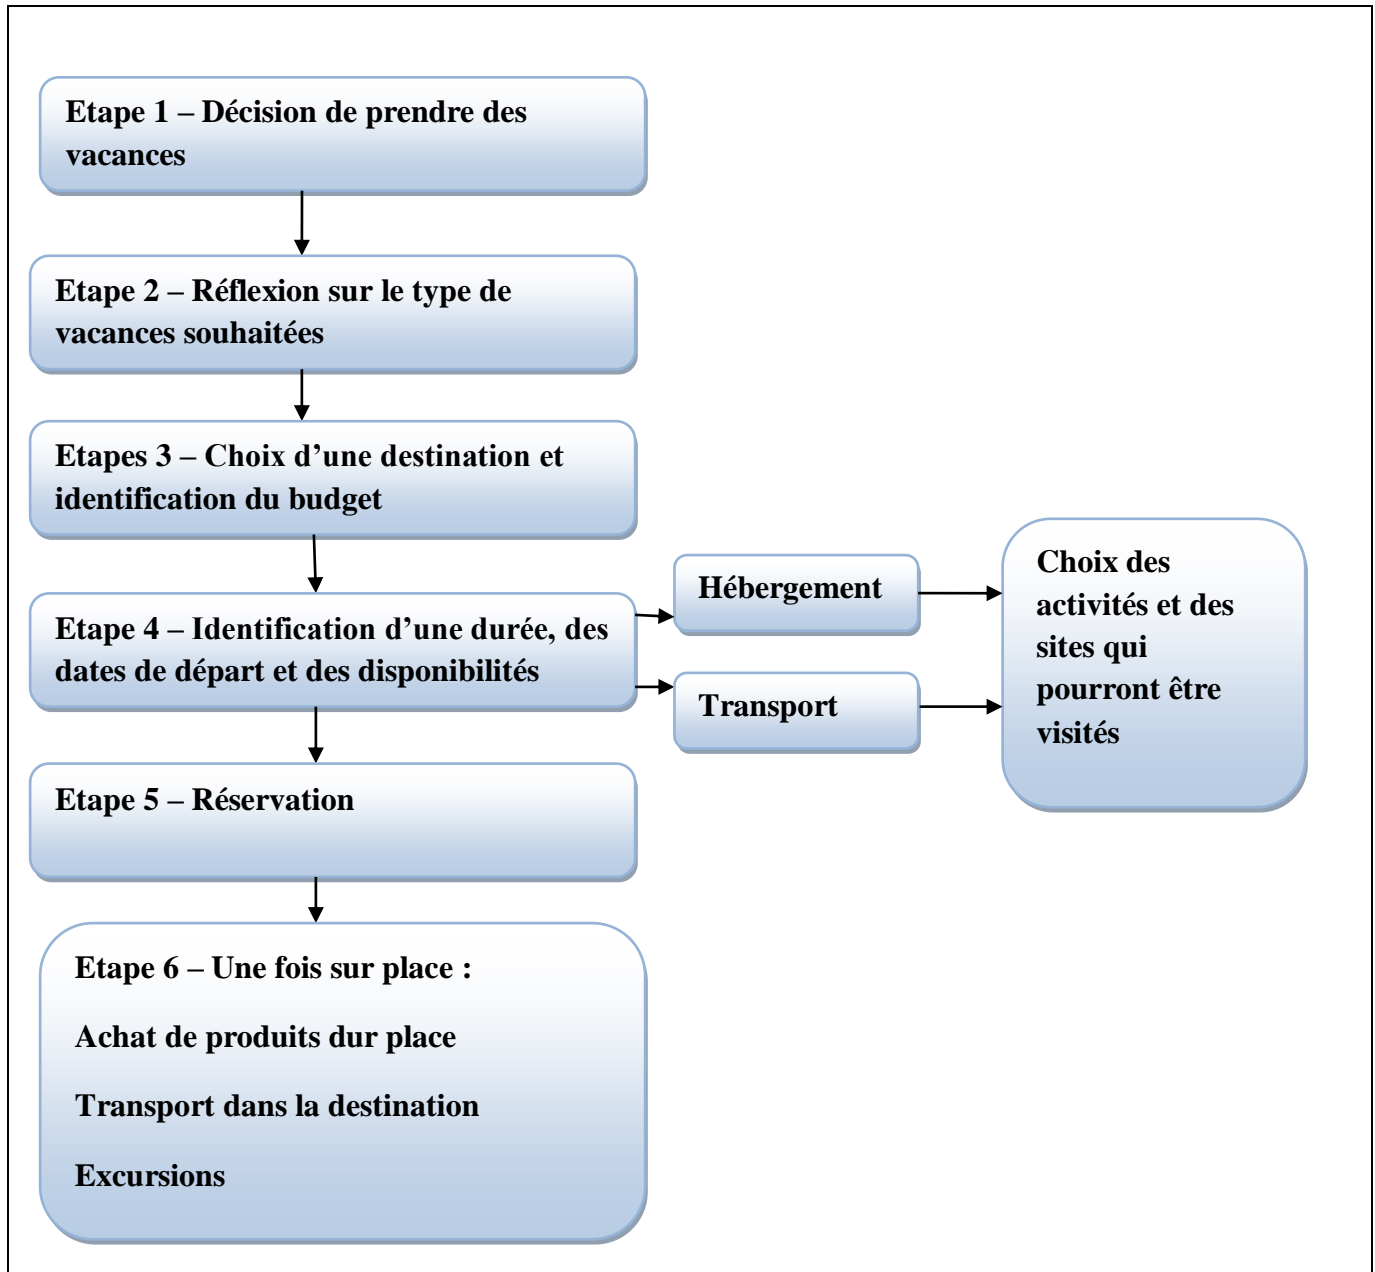 Etape 1 – Décision de prendre des
vacances
Etape 2 – Réflexion sur le type de
vacances souhaitées
Etapes 3 – Choix d’une destination et
identification du budget
Etape 4 – Identification d’une durée, des
dates de départ et des disponibilités
Hébergement
Transport
Choix des
activités et des
sites qui
pourront être
visités
Etape 5 – Réservation
Etape 6 – Une fois sur place :
Achat de produits dur place
Transport dans la destination
Excursions